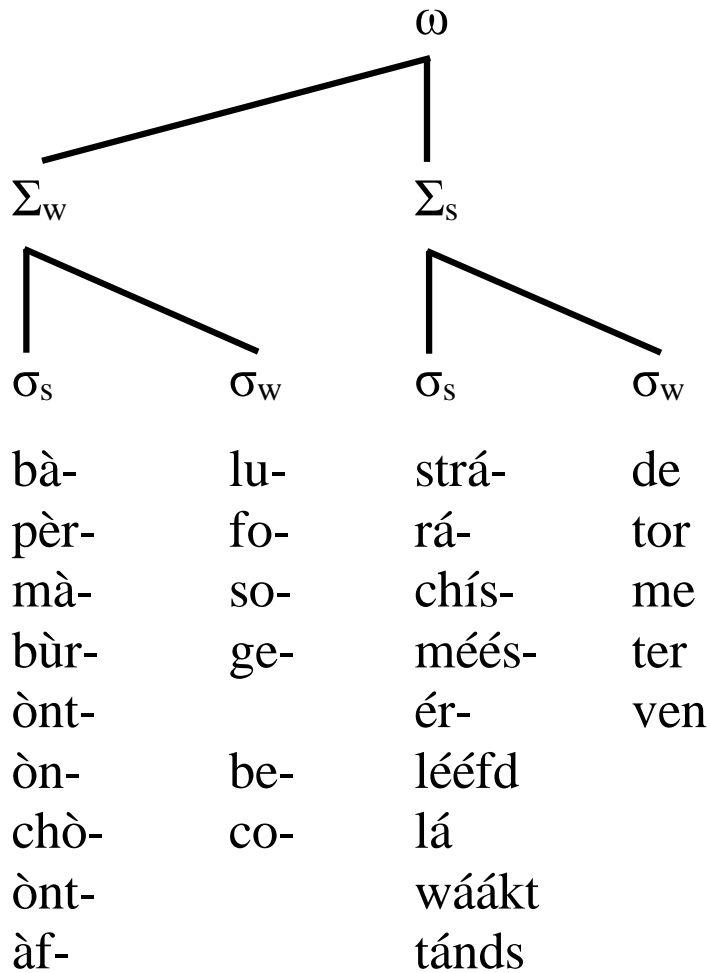 ω
Σw Σs
σs σw σs σw
bà- lu- strá- de
pèr- fo- rá- tor
mà- so- chís- me
bùr- ge- méés- ter
ònt- ér- ven
òn- be- lééfd
chò- co- lá
ònt- wáákt
àf- tánds